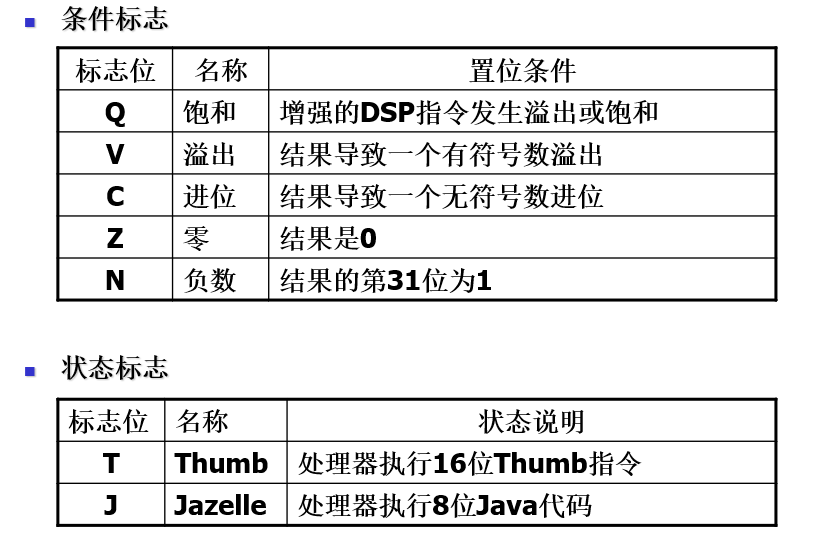 条件标志
标志位 名称 置位条件
Q 饱和 增强的DSP指令发生溢出或饱和
V 溢出 结果导致一个有符号数溢出
C 进位 结果导致一个无符号数进位
Z 零 结果是0
N 负数 结果的第31位为1
状态标志
标志位 名称 状态说明
T Thumb 处理器执行16位Thumb指令
J Jazelle 处理器执行8位Java代码